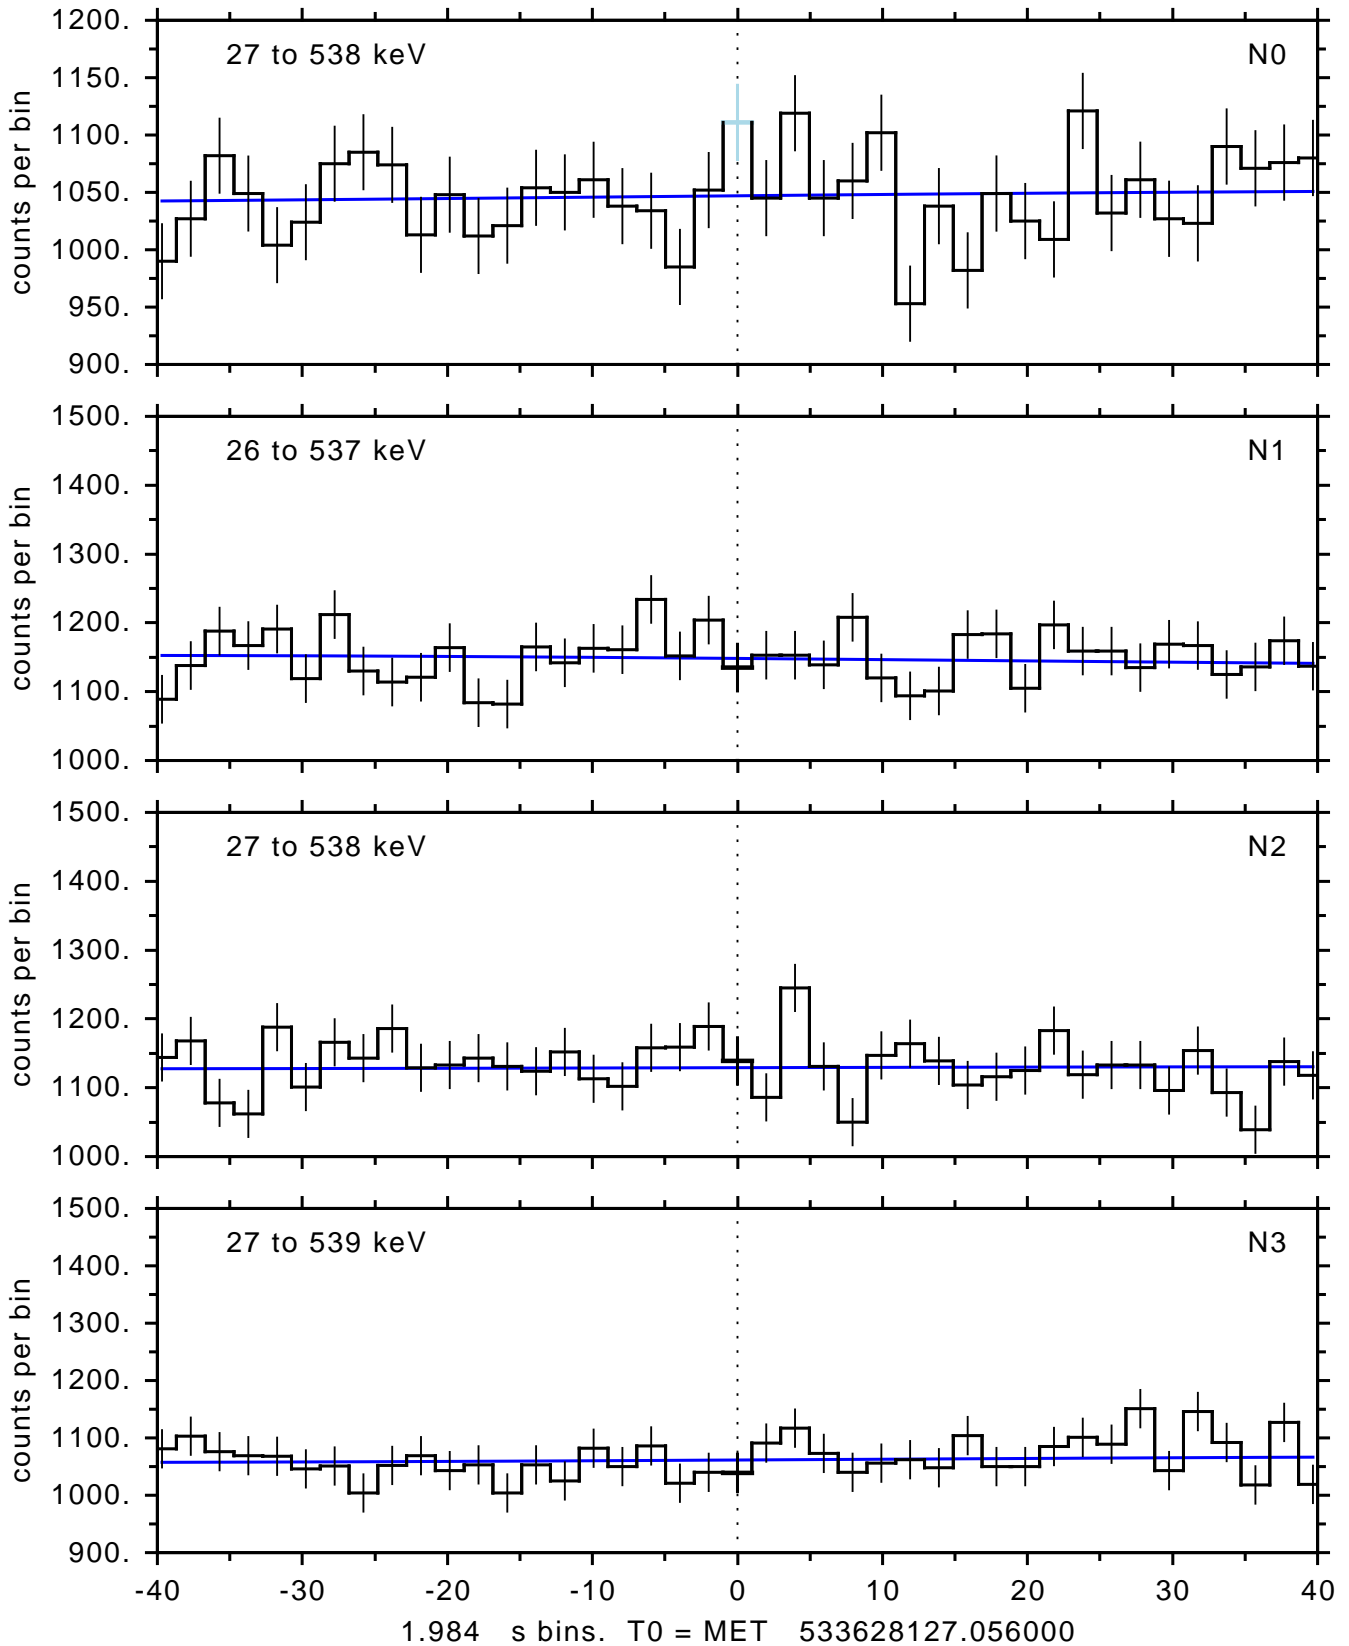 1200.
27 to 538 keV N0
1150.
1100.
1050.
1000.
950.
900.
counts per bin
1500.
26 to 537 keV N1
1400.
1300.
1200.
1100.
1000.
counts per bin
1500.
27 to 538 keV N2
1400.
1300.
1200.
1100.
1000.
counts per bin
1500.
27 to 539 keV N3
1400.
1300.
1200.
1100.
1000.
900.
counts per bin
-40 -30 -20 -10 0 10 20 30 40
1.984 s bins. T0 = MET 533628127.056000